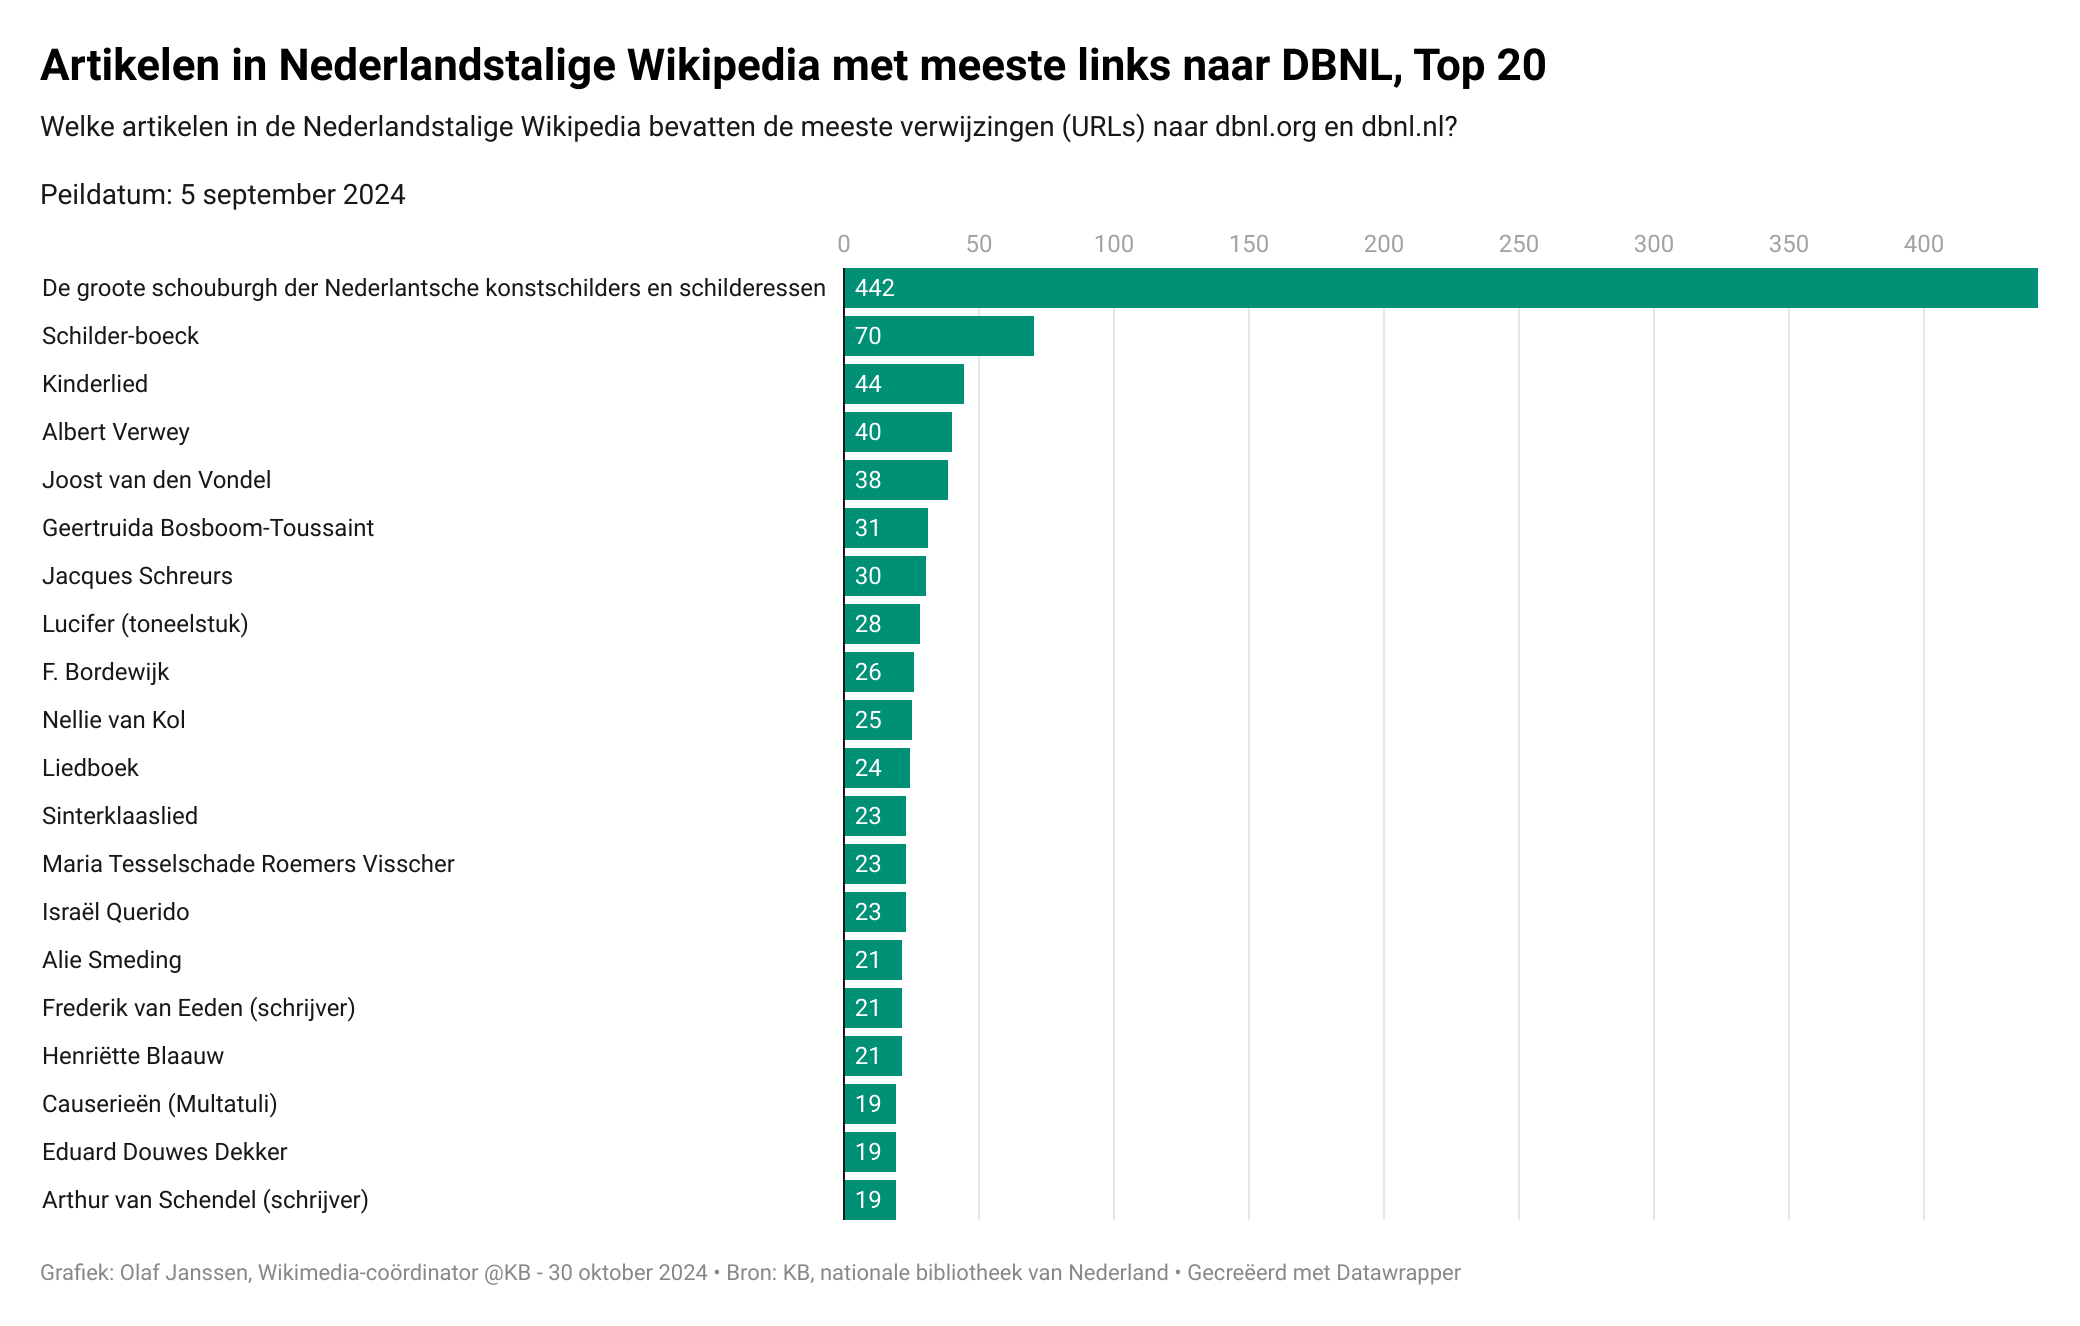 Artikelen in Nederlandstalige Wikipedia met meeste links naar DBNL, Top 20
Welke artikelen in de Nederlandstalige Wikipedia bevatten de meeste verwijzingen (URLs) naar dbnl.org en dbnl.nl?
Peildatum: 5 september 2024
0 50 100 150 200 250 300 350 400
De groote schouburgh der Nederlantsche konstschilders en schilderessen 442
Schilder-boeck 70
Kinderlied 44
Albert Verwey 40
Joost van den Vondel 38
Geertruida Bosboom-Toussaint 31
Jacques Schreurs 30
Lucifer (toneelstuk) 28
F. Bordewijk 26
Nellie van Kol 25
Liedboek 24
Sinterklaaslied 23
Maria Tesselschade Roemers Visscher 23
Israël Querido 23
Alie Smeding 21
Frederik van Eeden (schrijver) 21
Henriëtte Blaauw 21
Causerieën (Multatuli) 19
Eduard Douwes Dekker 19
Arthur van Schendel (schrijver) 19
Grafiek: Olaf Janssen, Wikimedia-coördinator @KB - 30 oktober 2024 • Bron: KB, nationale bibliotheek van Nederland • Gecreëerd met Datawrapper